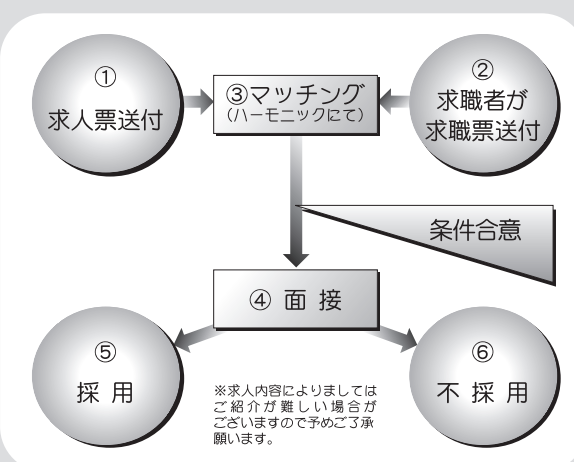 ①
求人票送付
③マッチング
(ハーモニックにて)
②
求職者が
求職票送付
条件合意
④ 面 接
⑤
採 用
⑥
不 採 用
※求人内容によりましては
ご紹介が難しい場合が
ございますので予めご了承
願います。